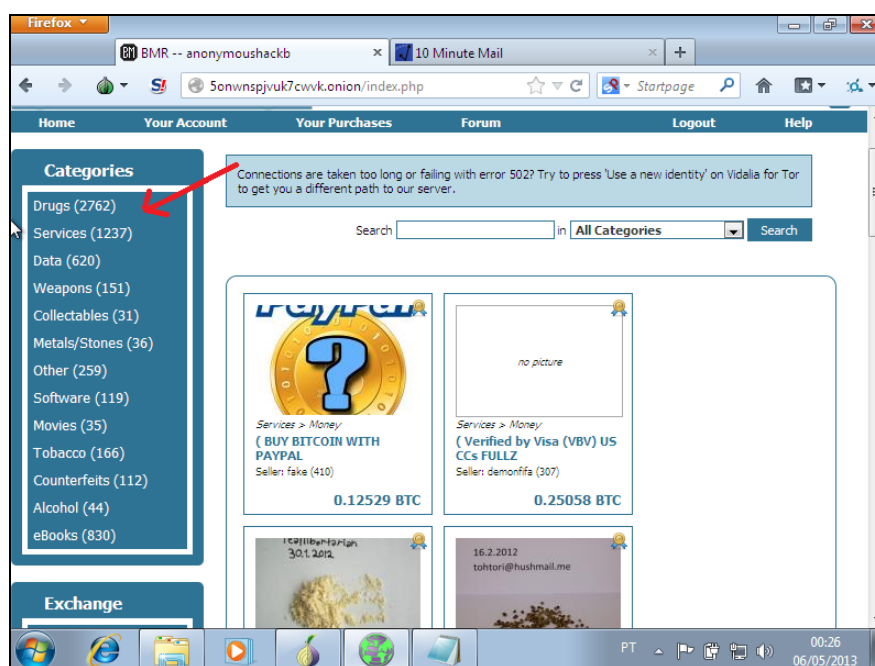 Firefox
BMR -- anonymoushackb
10 Minute Mail
5onwnspjvuk7cwvk.onion/index.php
Startpage
Home
Your Account
Your Purchases
Forum
Logout
Help
Categories
Drugs (2762)
Services (1237)
Data (620)
Weapons (151)
Collectables (31)
Metals/Stones (36)
Other (259)
Software (119)
Movies (35)
Tobacco (166)
Counterfeits (112)
Alcohol (44)
eBooks (830)
Exchange
Connections are taken too long or failing with error 502? Try to press 'Use a new identity' on Vidalia for Tor
to get you a different path to our server.
Search
in
All Categories
Search
Services > Money
( BUY BITCOIN WITH
PAYPAL
Seller: fake (410)
0.12529 BTC
no picture
Services > Money
( Verified by Visa (VBV) US
CCs FULLZ
Seller: demonfifa (307)
0.25058 BTC
30.1.2012
16.2.2012
tohtori@hushmail.me
PT
00:26
06/05/2013